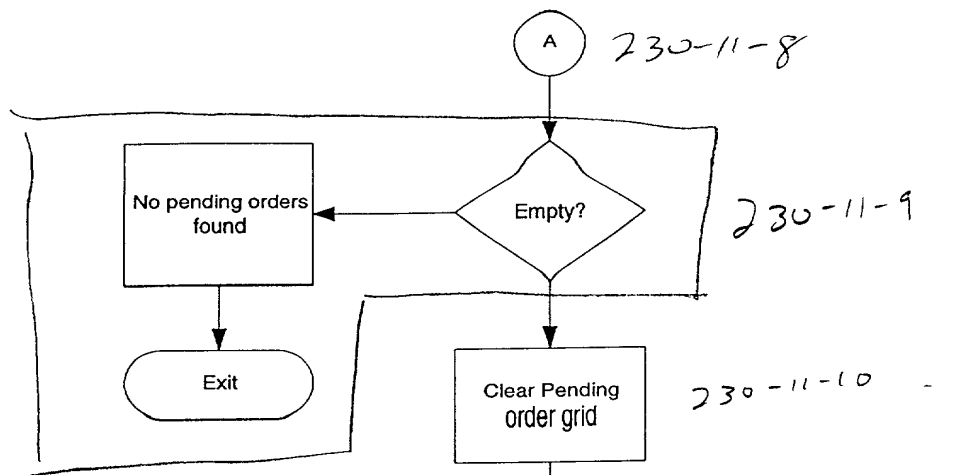 A
230-11-8
No pending orders
found
Empty?
230-11-9
Exit
Clear Pending
order grid
230-11-10